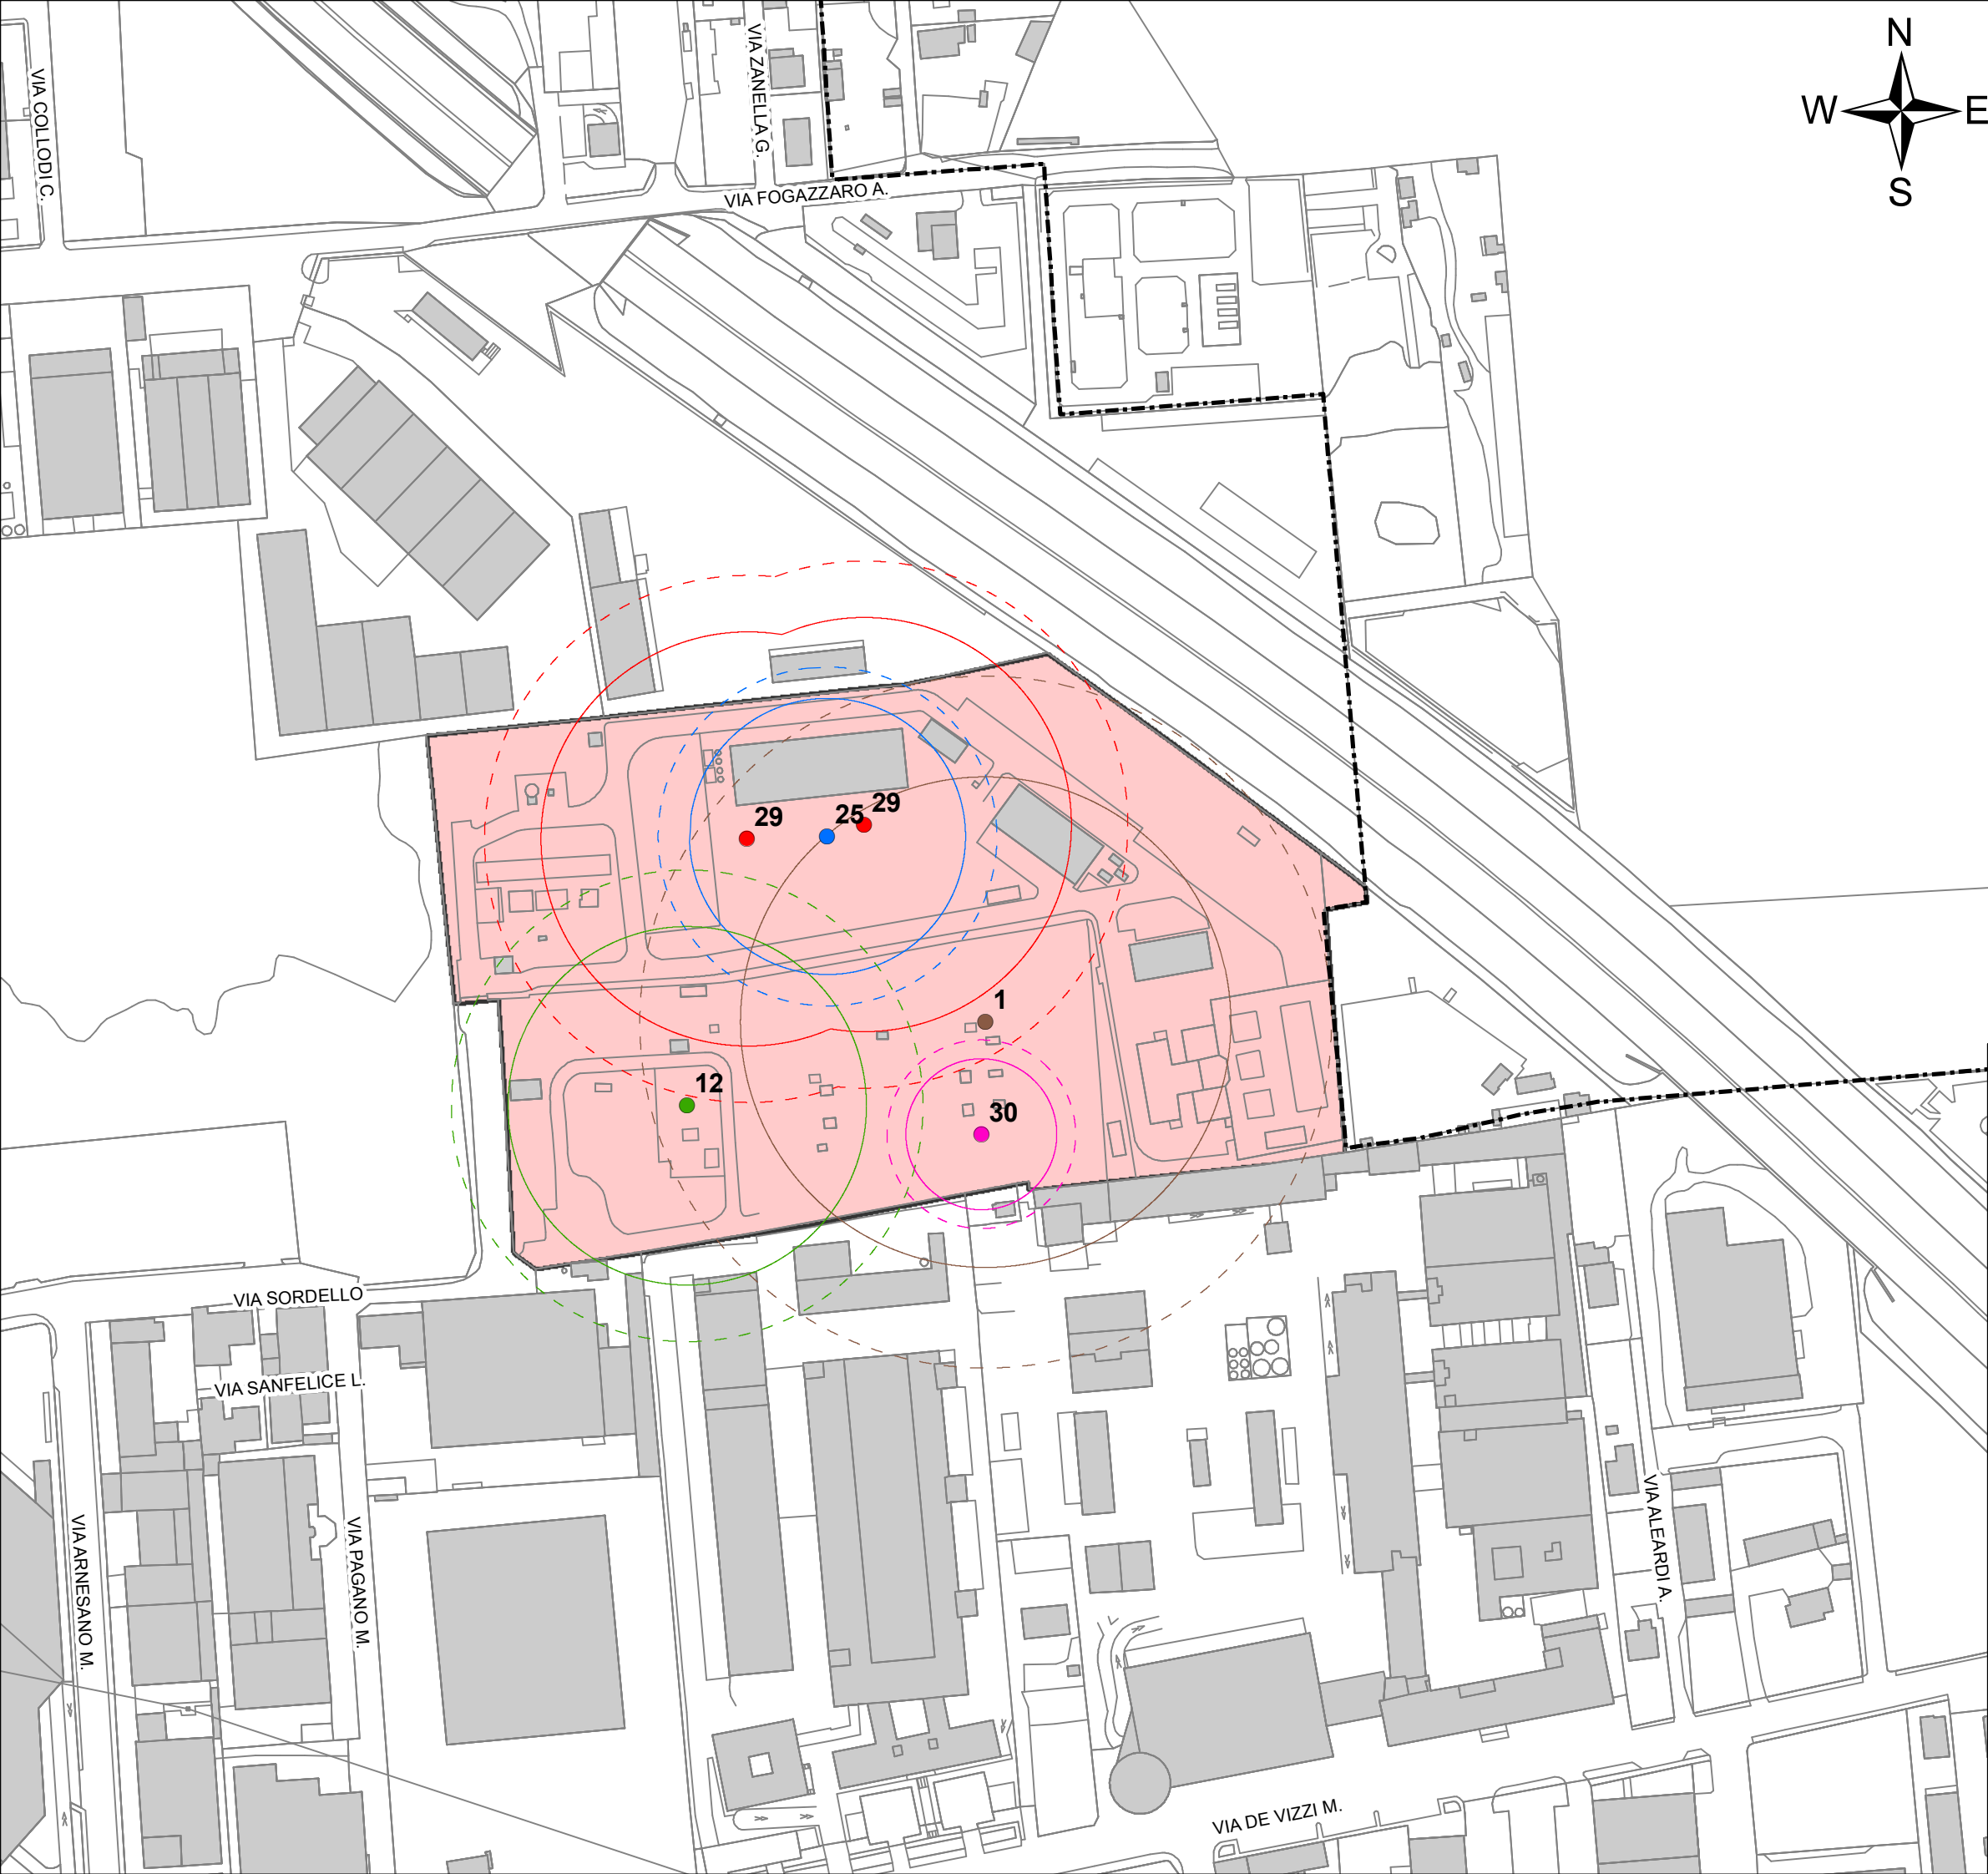 N
W
E
S
VIA COLLODI C.
VIA ZANELLA G.
VIA FOGAZZARO A.
29
25
29
1
12
30
VIA SORDELLO
VIA SANFELICE L.
VIA ARNESANO M.
VIA PAGANO M.
VIA ALEARDI A.
VIA DE VIZZI M.